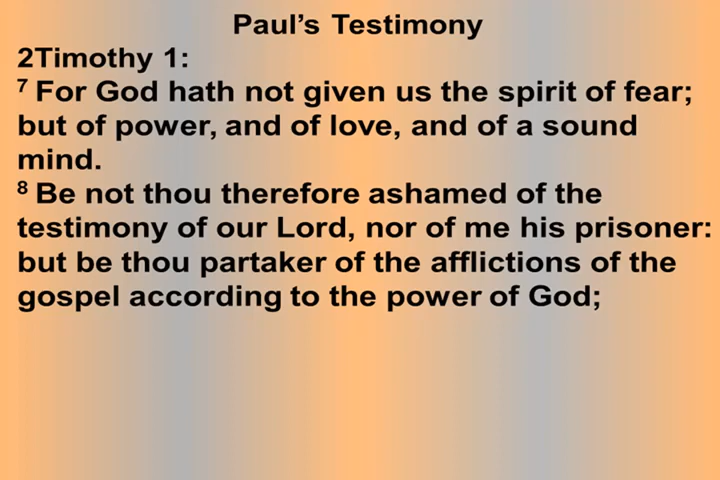 Paul’s Testimony
2Timothy 1:
7 For God hath not given us the spirit of fear;
but of power, and of love, and of a sound
mind.
8 Be not thou therefore ashamed of the
testimony of our Lord, nor of me his prisoner:
but be thou partaker of the afflictions of the
gospel according to the power of God;